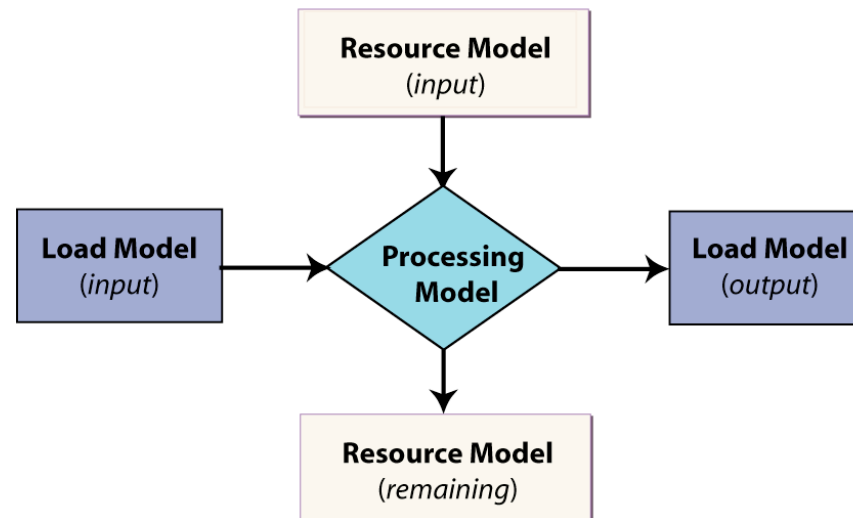 Resource Model
(input)
Load Model
(input)
Processing
Model
Load Model
(output)
Resource Model
(remaining)